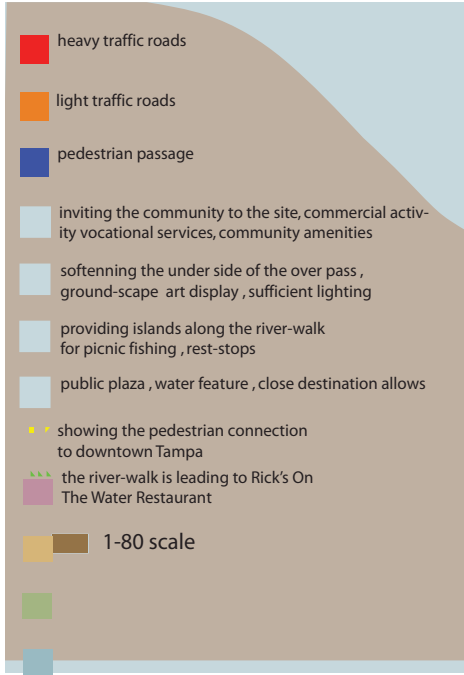 heavy traffic roads
light traffic roads
pedestrian passage
inviting the community to the site, commercial activ-
ity vocational services, community amenities
softenning the under side of the over pass ,
ground-scape art display , sufficient lighting
providing islands along the river-walk
for picnic fishing , rest-stops
public plaza , water feature , close destination allows
showing the pedestrian connection
to downtown Tampa
the river-walk is leading to Rick's On
The Water Restaurant
1-80 scale